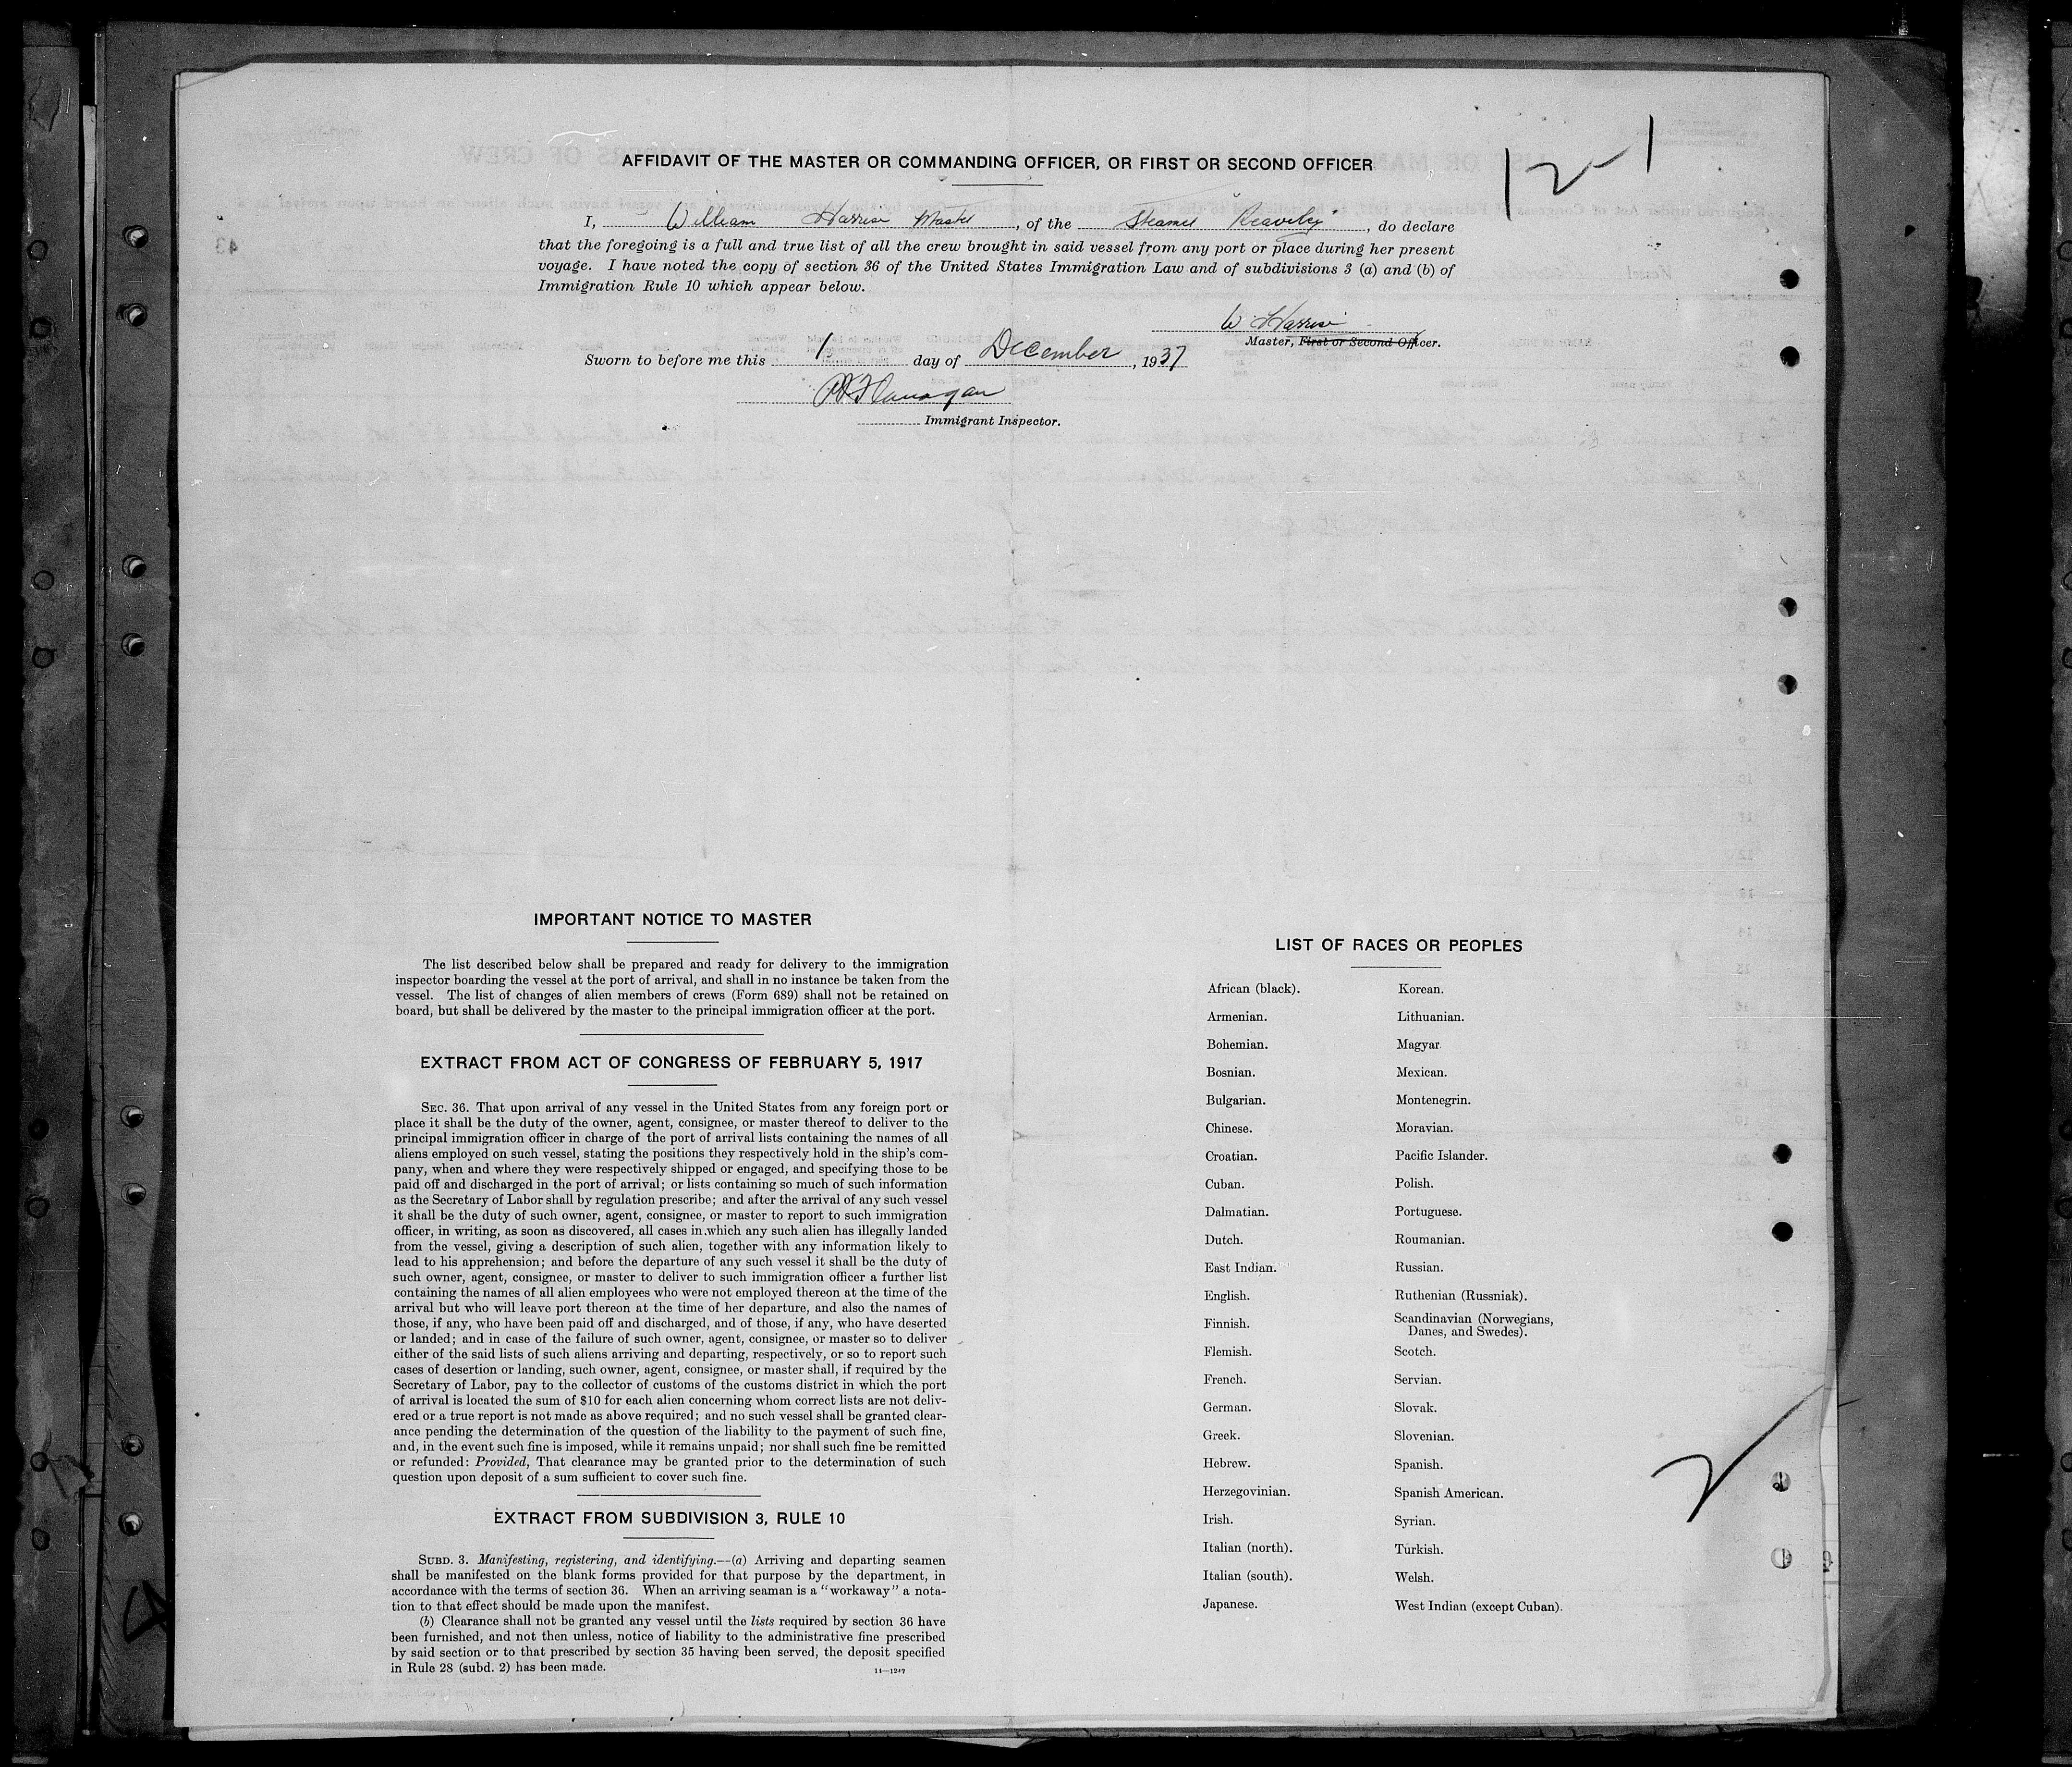 AFFIDAVIT OF THE MASTER OR COMMANDING OFFICER, OR FIRST OR SECOND OFFICER
12-1
I, William Harris Master, of the Steamer Reaveley, do declare
that the foregoing is a full and true list of all the crew brought in said vessel from any port or place during her present
voyage. I have noted the copy of section 36 of the United States Immigration Law and of subdivisions 3 (a) and (b) of
Immigration Rule 10 which appear below.
W Harris
Master, First or Second Officer.
Sworn to before me this 1 day of December, 1937
Flanagan
Immigrant Inspector.
IMPORTANT NOTICE TO MASTER
The list described below shall be prepared and ready for delivery to the immigration
inspector boarding the vessel at the port of arrival, and shall in no instance be taken from the
vessel. The list of changes of alien members of crews (Form 689) shall not be retained on
board, but shall be delivered by the master to the principal immigration officer at the port.
EXTRACT FROM ACT OF CONGRESS OF FEBRUARY 5, 1917
SEC. 36. That upon arrival of any vessel in the United States from any foreign port or
place it shall be the duty of the owner, agent, consignee, or master thereof to deliver to the
principal immigration officer in charge of the port of arrival lists containing the names of all
aliens employed on such vessel, stating the positions they respectively hold in the ship's com-
pany, when and where they were respectively shipped or engaged, and specifying those to be
paid off and discharged in the port of arrival; or lists containing so much of such information
as the Secretary of Labor shall by regulation prescribe; and after the arrival of any such vessel
it shall be the duty of such owner, agent, consignee, or master to report to such immigration
officer, in writing, as soon as discovered, all cases in which any such alien has illegally landed
from the vessel, giving a description of such alien, together with any information likely to
lead to his apprehension; and before the departure of any such vessel it shall be the duty of
such owner, agent, consignee, or master to deliver to such immigration officer a further list
containing the names of all alien employees who were not employed thereon at the time of the
arrival but who will leave port thereon at the time of her departure, and also the names of
those, if any, who have been paid off and discharged, and of those, if any, who have deserted
or landed; and in case of the failure of such owner, agent, consignee, or master so to deliver
either of the said lists of such aliens arriving and departing, respectively, or so to report such
cases of desertion or landing, such owner, agent, consignee, or master shall, if required by the
Secretary of Labor, pay to the collector of customs of the customs district in which the port
of arrival is located the sum of $10 for each alien concerning whom correct lists are not deliv-
ered or a true report is not made as above required; and no such vessel shall be granted clear-
ance pending the determination of the question of the liability to the payment of such fine,
and, in the event such fine is imposed, while it remains unpaid; nor shall such fine be remitted
or refunded: Provided, That clearance may be granted prior to the determination of such
question upon deposit of a sum sufficient to cover such fine.
EXTRACT FROM SUBDIVISION 3, RULE 10
SUBD. 3. Manifesting, registering, and identifying.—(a) Arriving and departing seamen
shall be manifested on the blank forms provided for that purpose by the department, in
accordance with the terms of section 36. When an arriving seaman is a "workaway" a nota-
tion to that effect should be made upon the manifest.
(b) Clearance shall not be granted any vessel until the lists required by section 36 have
been furnished, and not then unless, notice of liability to the administrative fine prescribed
by said section or to that prescribed by section 35 having been served, the deposit specified
in Rule 28 (subd. 2) has been made.
LIST OF RACES OR PEOPLES
African (black).
Armenian.
Bohemian.
Bosnian.
Bulgarian.
Chinese.
Croatian.
Cuban.
Dalmatian.
Dutch.
East Indian.
English.
Finnish.
Flemish.
French.
German.
Greek.
Hebrew.
Herzegovinian.
Irish.
Italian (north).
Italian (south).
Japanese.
Korean.
Lithuanian.
Magyar
Mexican.
Montenegrin.
Moravian.
Pacific Islander.
Polish.
Portuguese.
Roumanian.
Russian.
Ruthenian (Russniak).
Scandinavian (Norwegians,
Danes, and Swedes).
Scotch.
Servian.
Slovak.
Slovenian.
Spanish.
Spanish American.
Syrian.
Turkish.
Welsh.
West Indian (except Cuban).